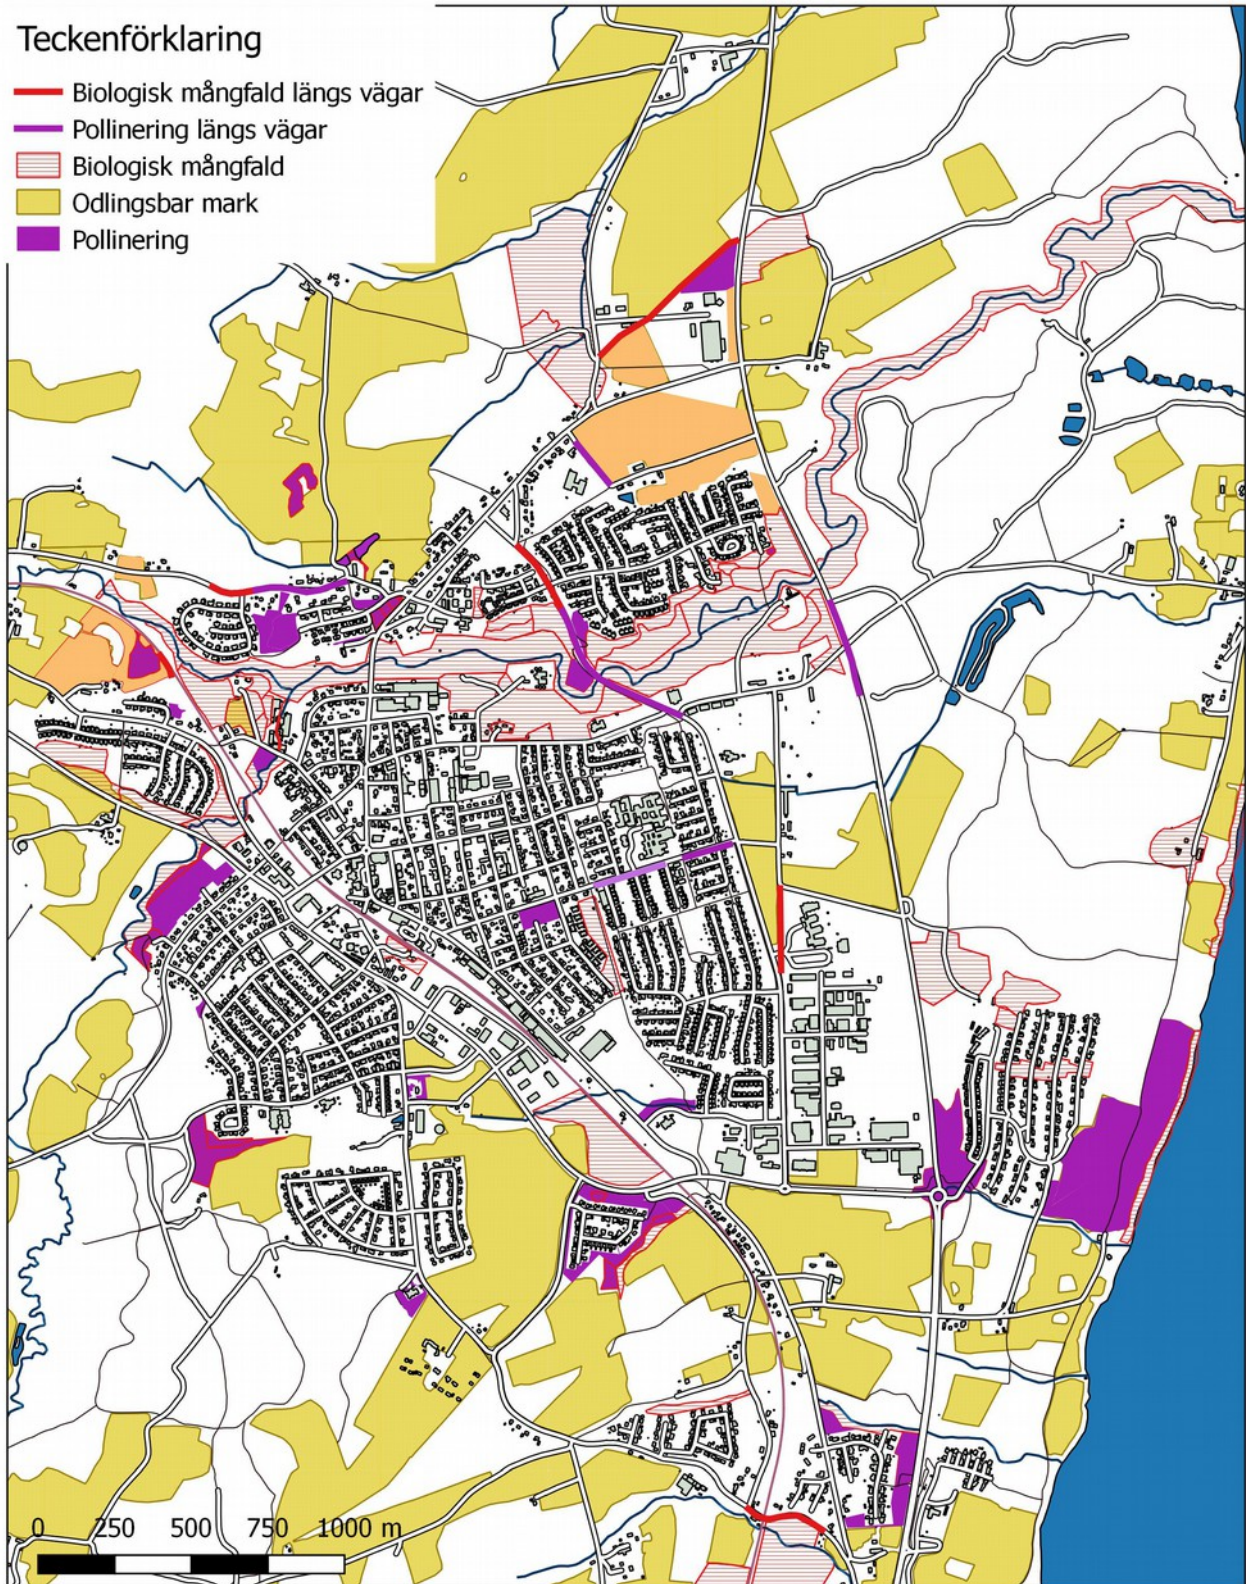 Teckenförklaring
Biologisk mångfald längs vägar
Pollinering längs vägar
Biologisk mångfald
Odlingsbar mark
Pollinering
0 250 500 750 1000 m